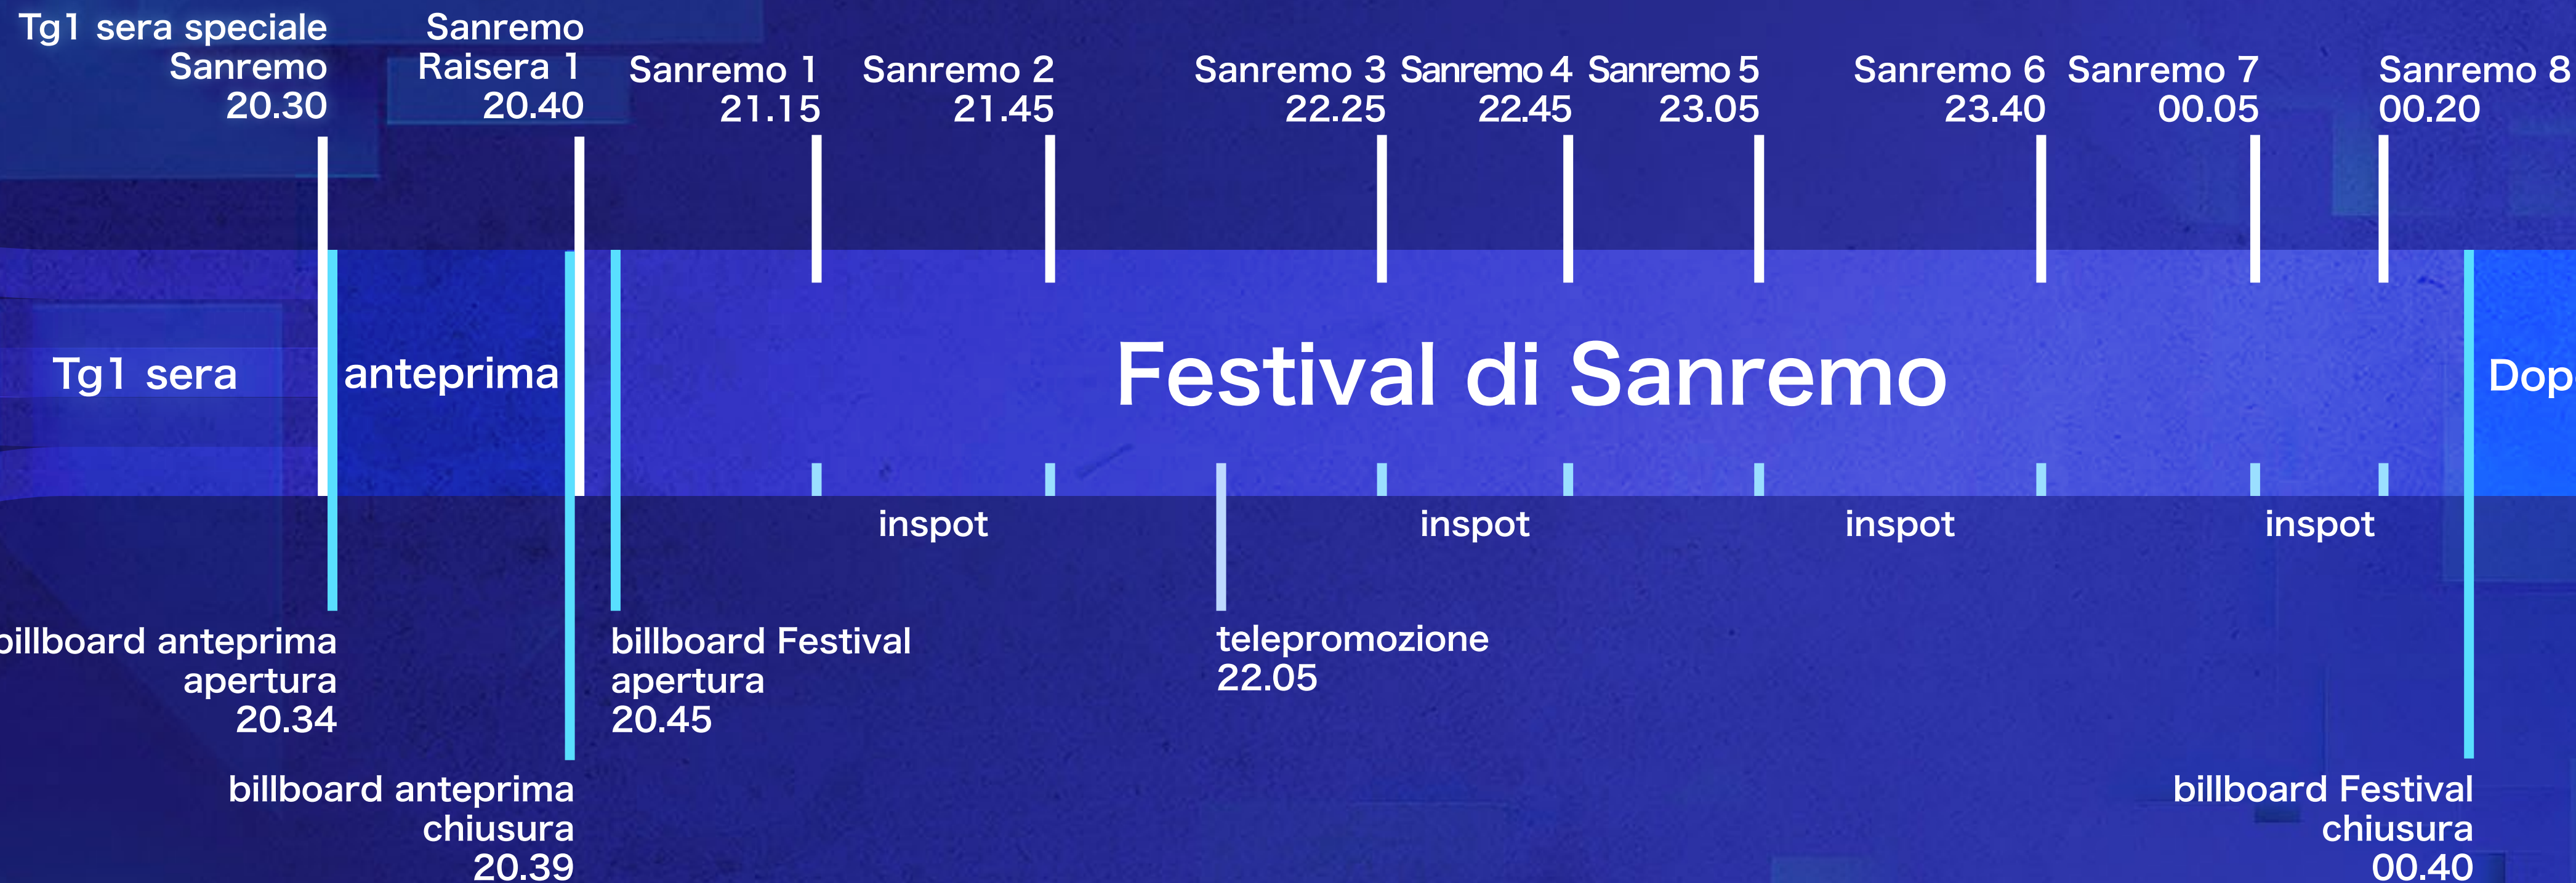 Tg1 sera speciale
Sanremo
20.30
Sanremo
Raisera 1
20.40
Sanremo 1
21.15
Sanremo 2
21.45
Sanremo 3
22.25
Sanremo 4
22.45
Sanremo 5
23.05
Sanremo 6
23.40
Sanremo 7
00.05
Sanremo 8
00.20
Tg1 sera
anteprima
Festival di Sanremo
Dop
inspot
inspot
inspot
inspot
billboard anteprima
apertura
20.34
billboard Festival
apertura
20.45
telepromozione
22.05
billboard anteprima
chiusura
20.39
billboard Festival
chiusura
00.40